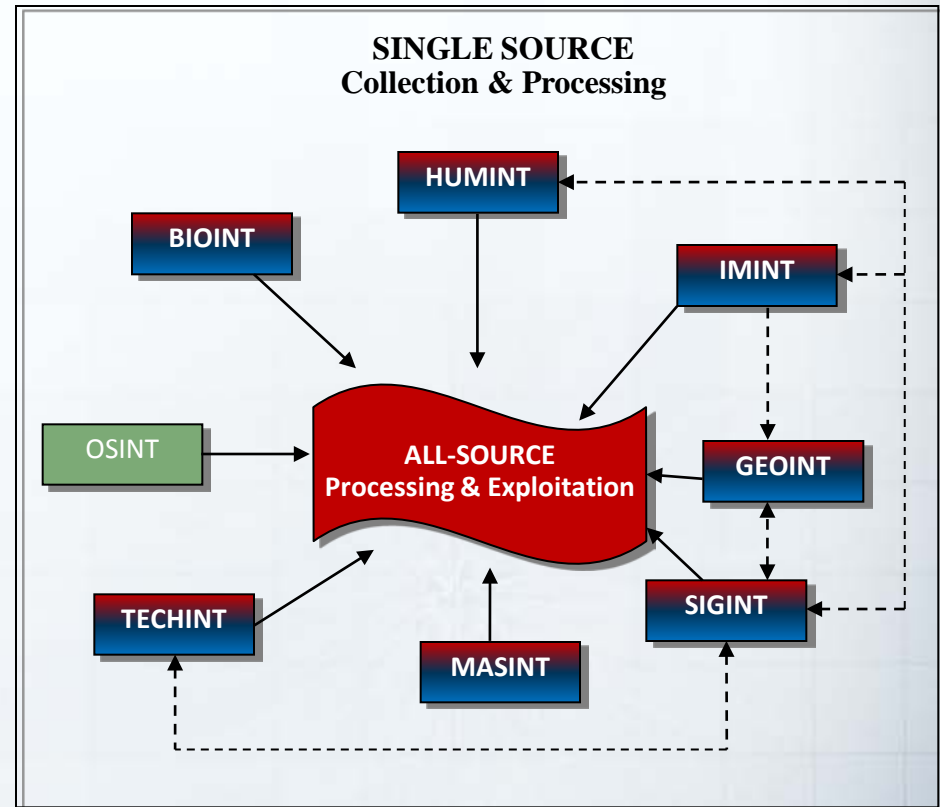 SINGLE SOURCE
Collection & Processing
HUMINT
BIOINT
IMINT
OSINT
ALL-SOURCE
Processing & Exploitation
GEOINT
TECHINT
SIGINT
MASINT